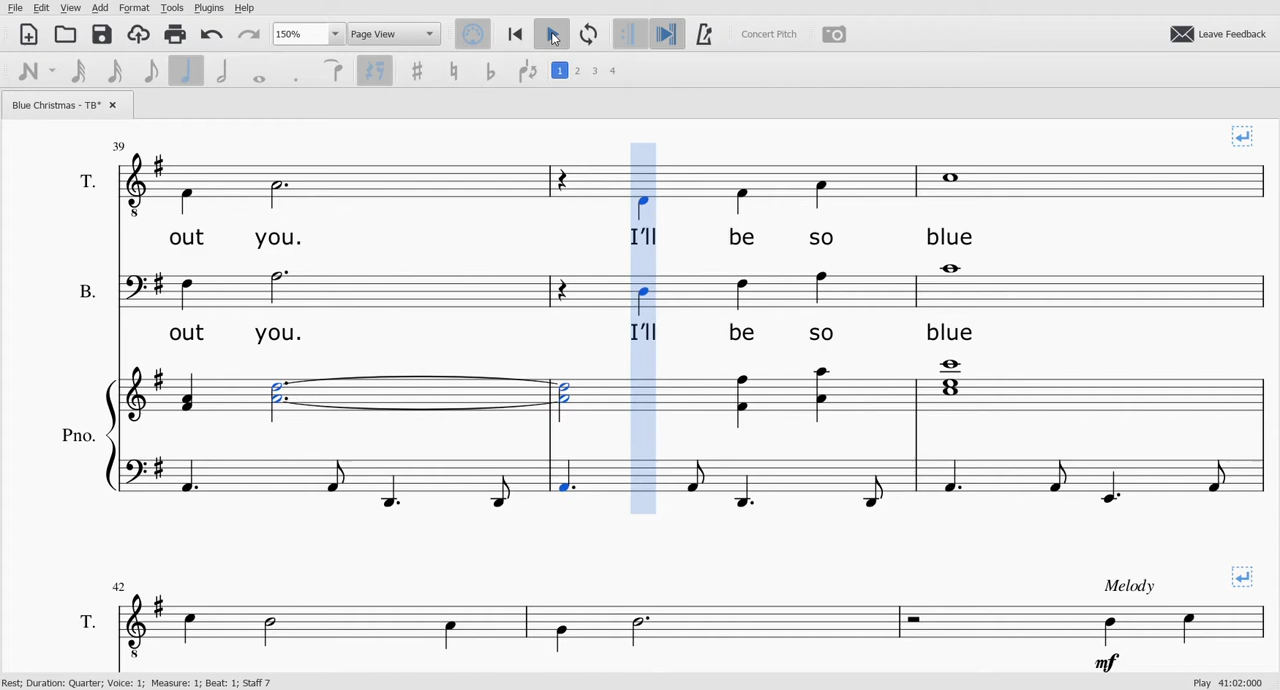 File Edit View Add Format Tools Plugins Help
150% Page View Concert Pitch Leave Feedback
1 2 3 4
Blue Christmas - TB*
39
T.
out you. I'll be so blue
B.
out you. I'll be so blue
Pno.
42
Melody
T.
mf
Rest; Duration: Quarter; Voice: 1; Measure: 1; Beat: 1; Staff 7 Play 41:02:000